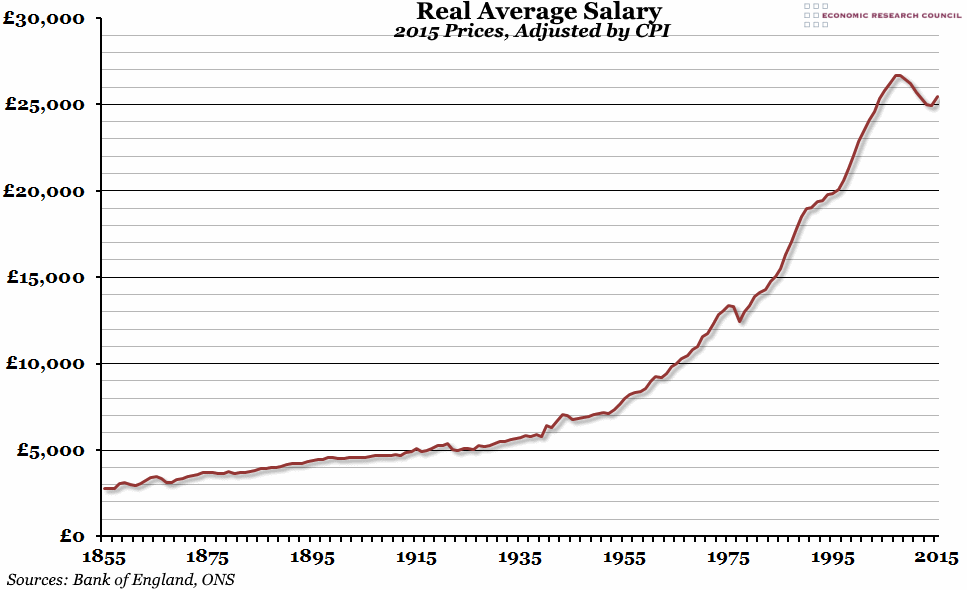 Real Average Salary
2015 Prices, Adjusted by CPI
ECONOMIC RESEARCH COUNCIL
£30,000
£25,000
£20,000
£15,000
£10,000
£5,000
£0
1855 1875 1895 1915 1935 1955 1975 1995 2015
Sources: Bank of England, ONS